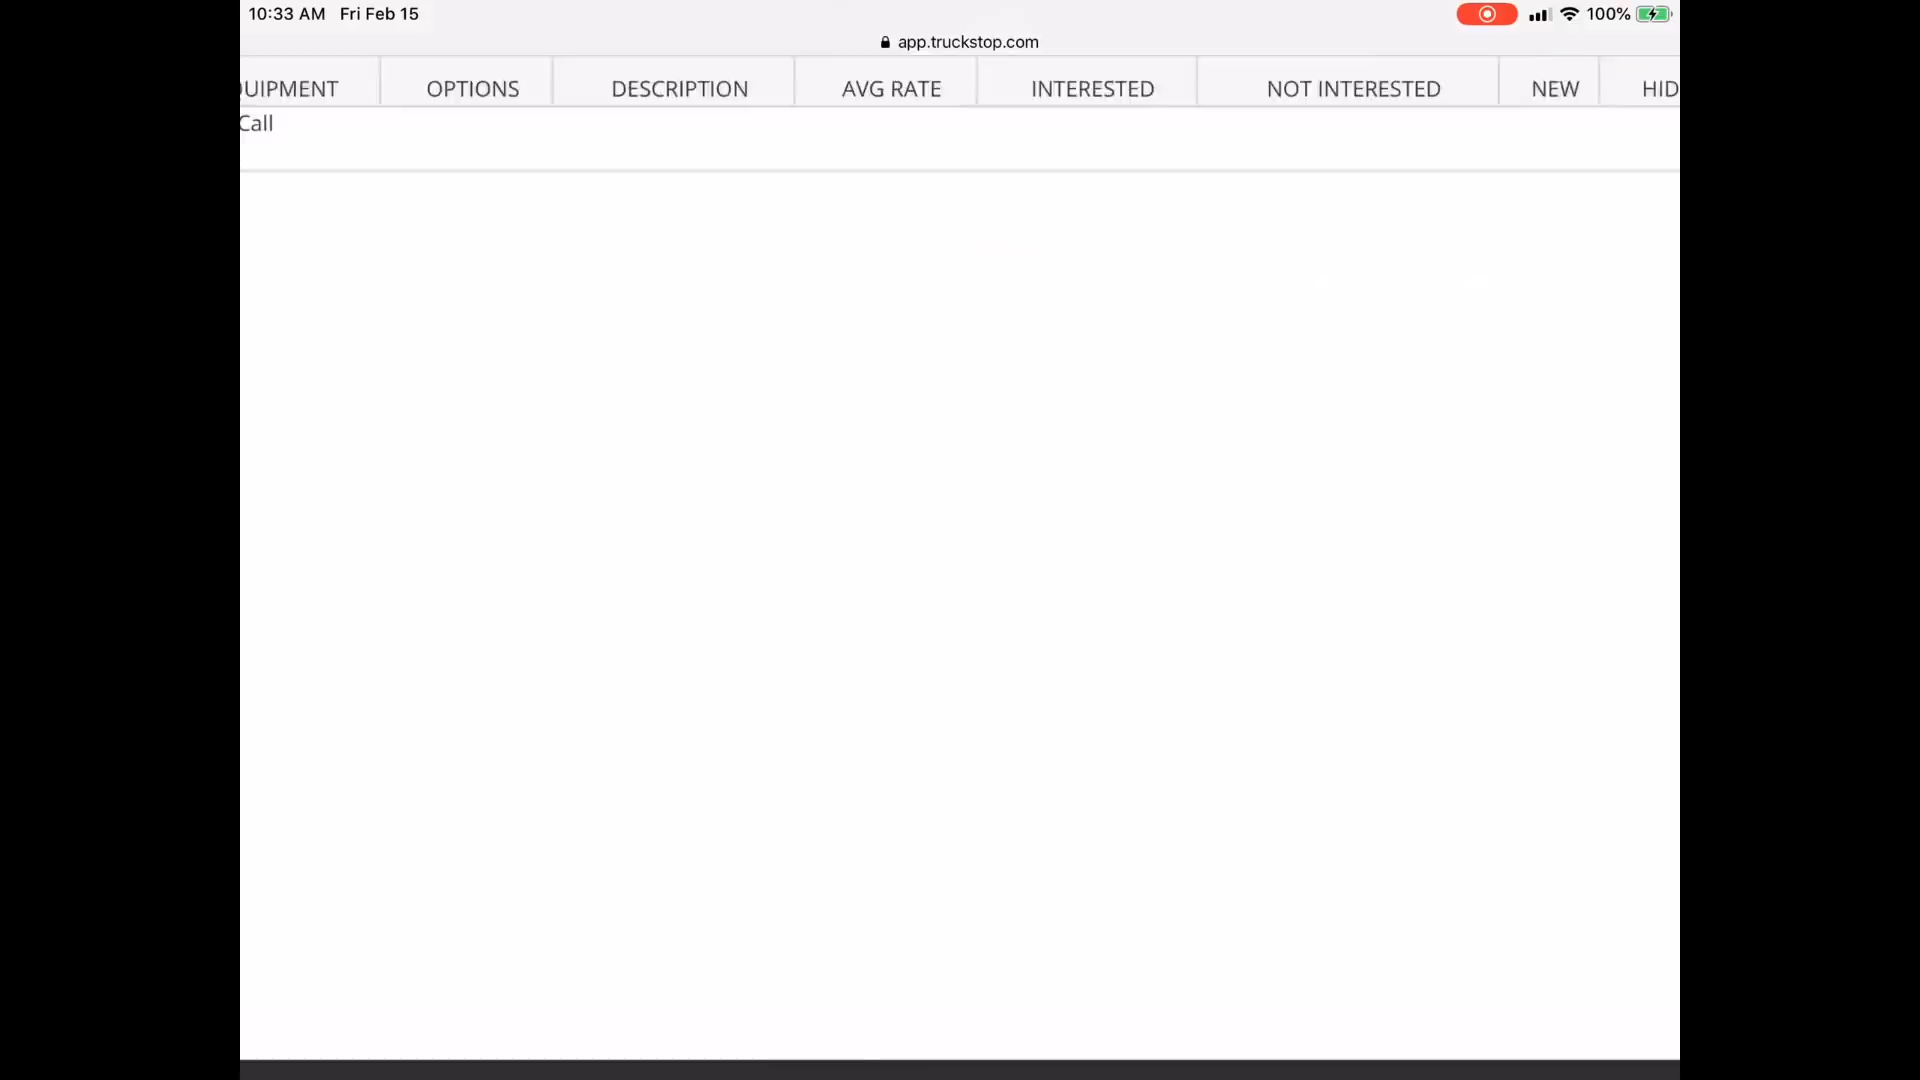 10:33 AM Fri Feb 15 100%
app.truckstop.com
UIPMENT OPTIONS DESCRIPTION AVG RATE INTERESTED NOT INTERESTED NEW HID
Call